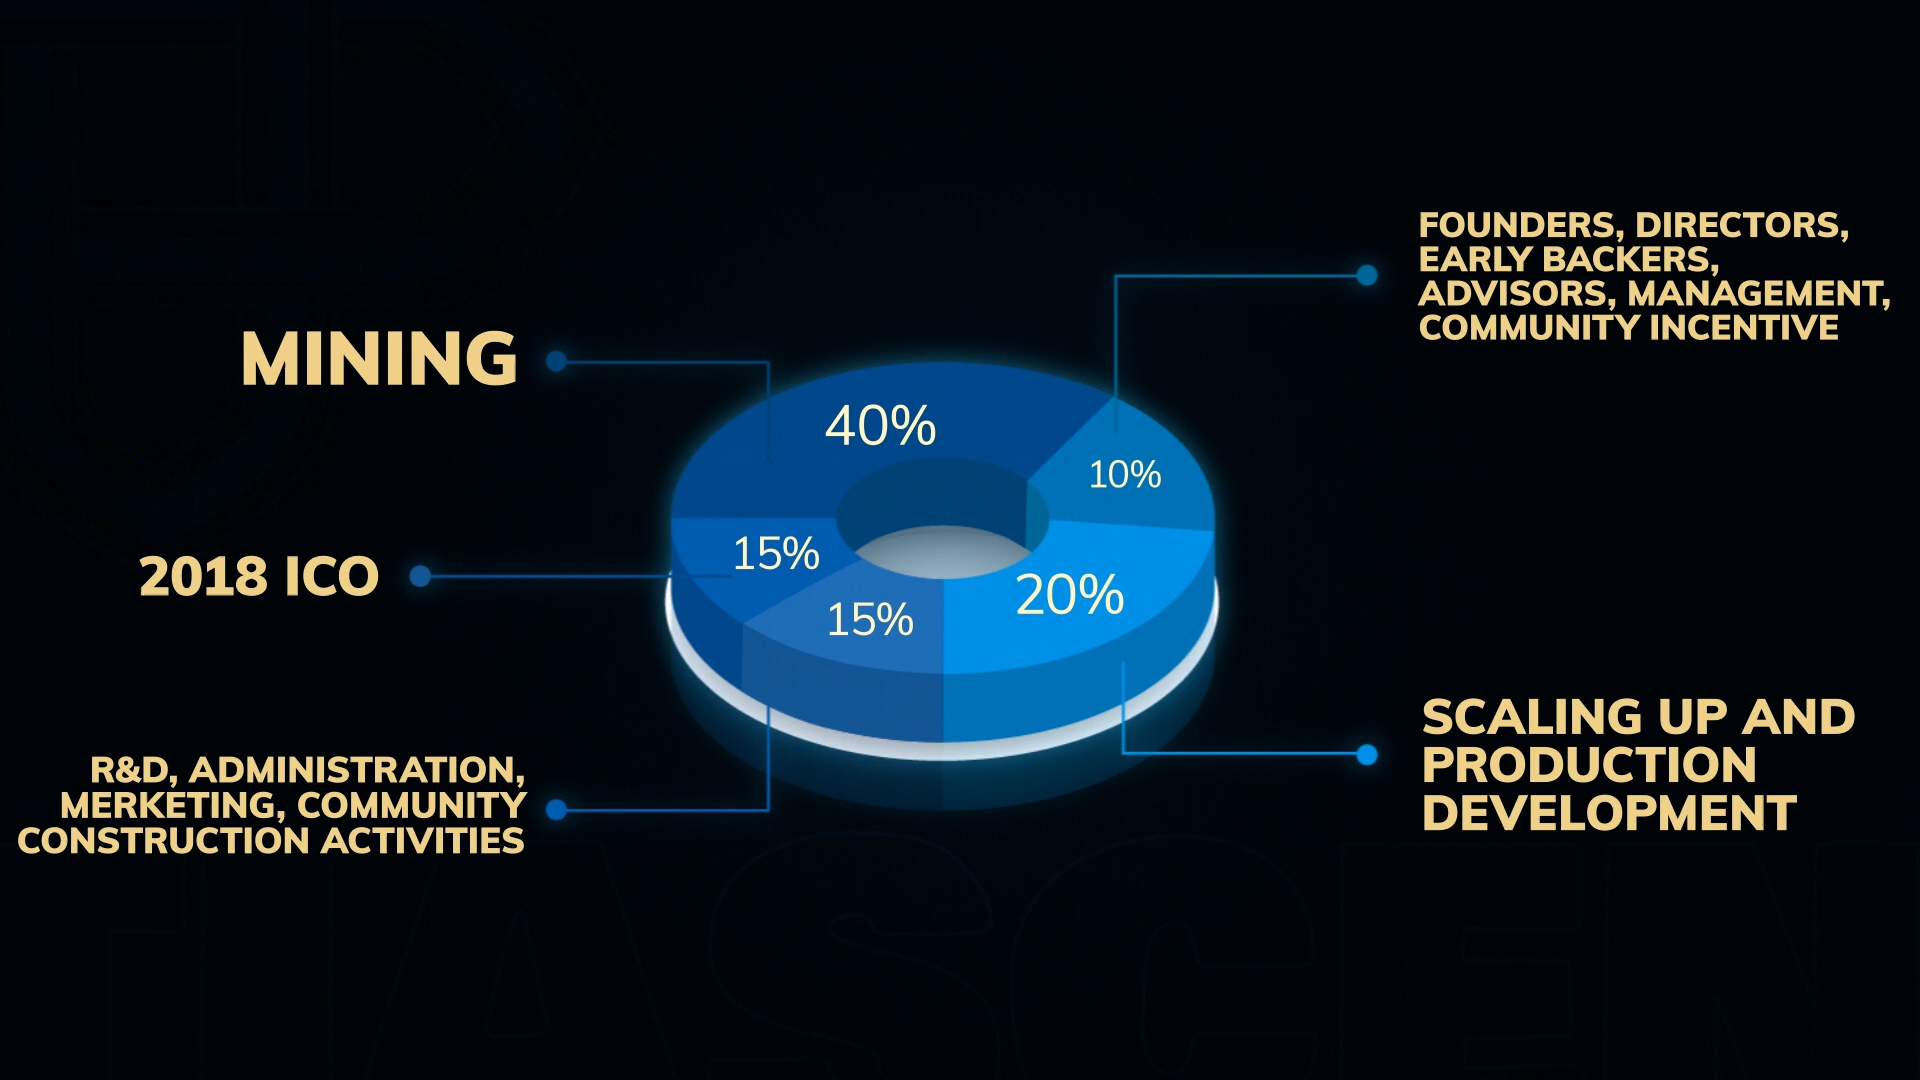 FOUNDERS, DIRECTORS,
EARLY BACKERS,
ADVISORS, MANAGEMENT,
COMMUNITY INCENTIVE
MINING
40%
10%
2018 ICO
15%
15%
20%
SCALING UP AND
PRODUCTION
DEVELOPMENT
R&D, ADMINISTRATION,
MERKETING, COMMUNITY
CONSTRUCTION ACTIVITIES